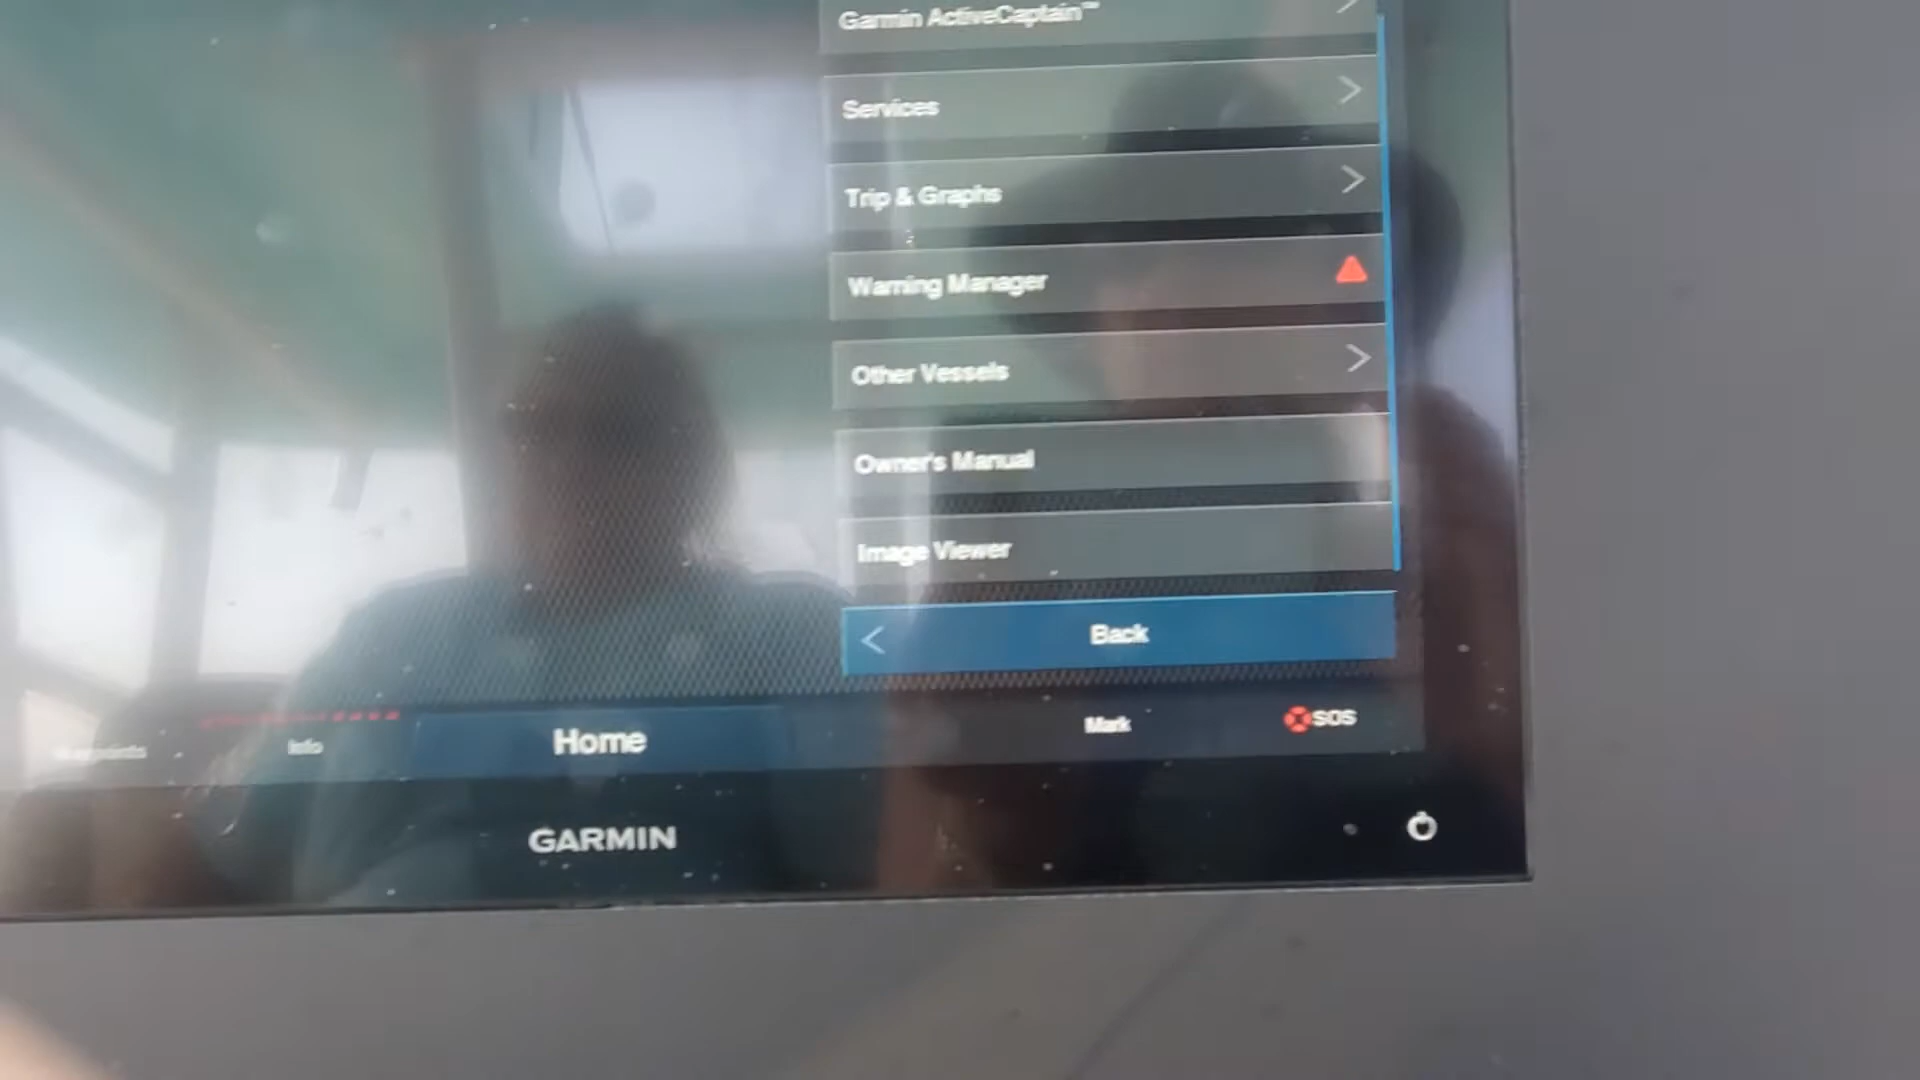 Garmin ActiveCaptain™
Services
Trip & Graphs
Warning Manager
Other Vessels
Owner's Manual
Image Viewer
Back
Info
Home
Mark
SOS
GARMIN